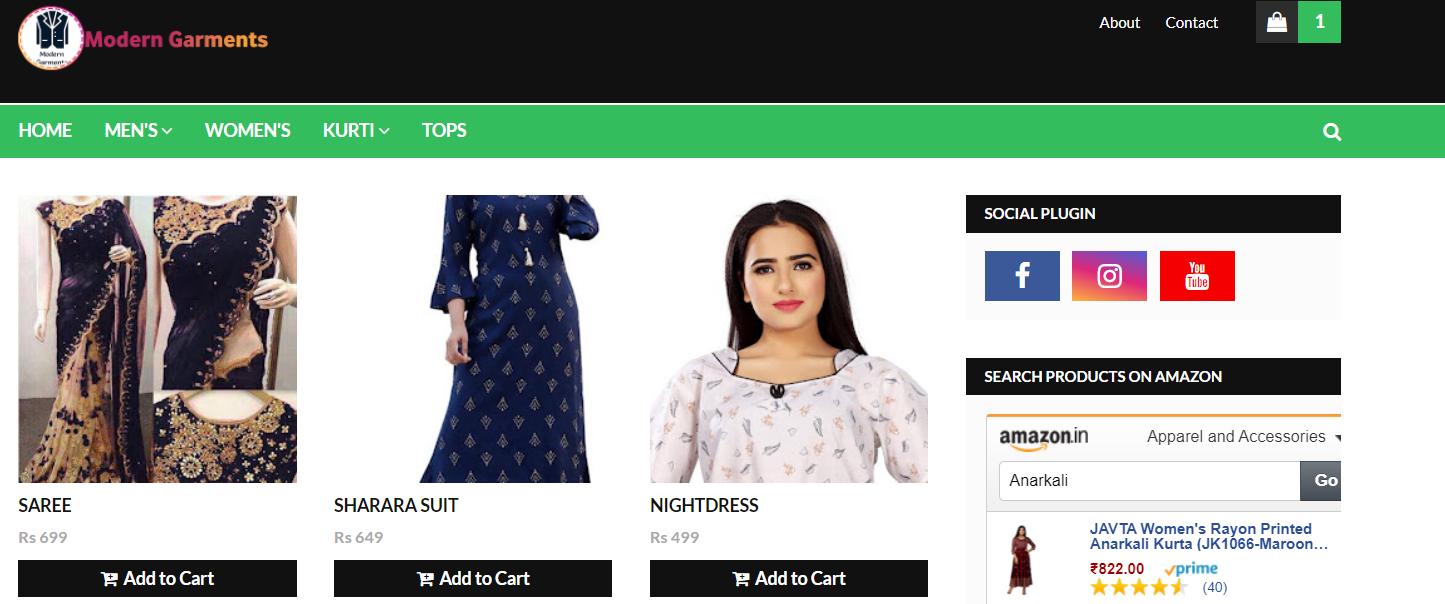 Modern
Garments
Modern Garments
About
Contact
1
HOME
MEN'S
WOMEN'S
KURTI
TOPS
SAREE
Rs 699
Add to Cart
SHARARA SUIT
Rs 649
Add to Cart
NIGHTDRESS
Rs 499
Add to Cart
SOCIAL PLUGIN
f
You
Tube
SEARCH PRODUCTS ON AMAZON
amazon.in
Apparel and Accessories
Anarkali
Go
JAVTA Women's Rayon Printed
Anarkali Kurta (JK1066-Maroon…
₹822.00
prime
(40)